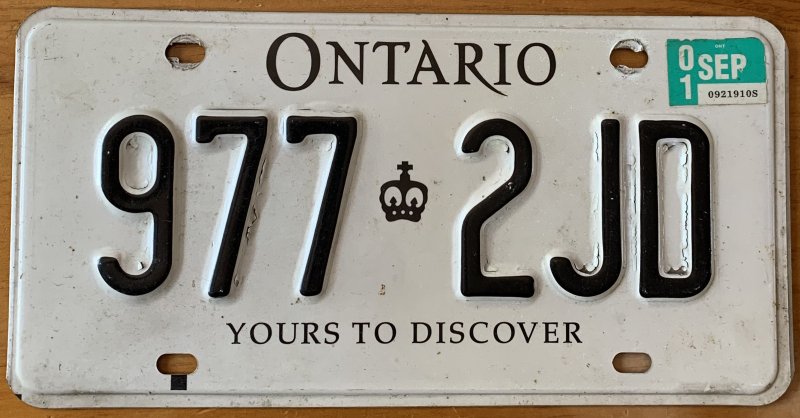 ONTARIO
ONT
01 SEP
0921910S
977 2JD
YOURS TO DISCOVER